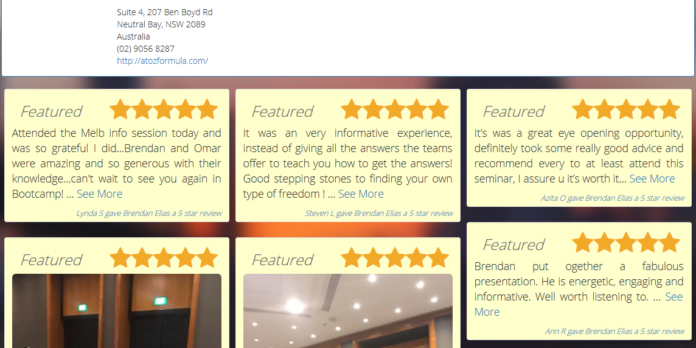 Suite 4, 207 Ben Boyd Rd
Neutral Bay, NSW 2089
Australia
(02) 9056 8287
http://atozformula.com/
Featured
Attended the Melb info session today and
was so grateful I did...Brendan and Omar
were amazing and so generous with their
knowledge...can't wait to see you again in
Bootcamp! ... See More
Lynda S gave Brendan Elias a 5 star review
Featured
It was an very informative experience,
instead of giving all the answers the teams
offer to teach you how to get the answers!
Good stepping stones to finding your own
type of freedom ! ... See More
Steven L gave Brendan Elias a 5 star review
Featured
It's was a great eye opening opportunity,
definitely took some really good advice and
recommend every to at least attend this
seminar, I assure u it's worth it... See More
Azita O gave Brendan Elias a 5 star review
Featured
Featured
Featured
Brendan put ogether a fabulous
presentation. He is energetic, engaging and
informative. Well worth listening to. ... See
More
Ann R gave Brendan Elias a 5 star review